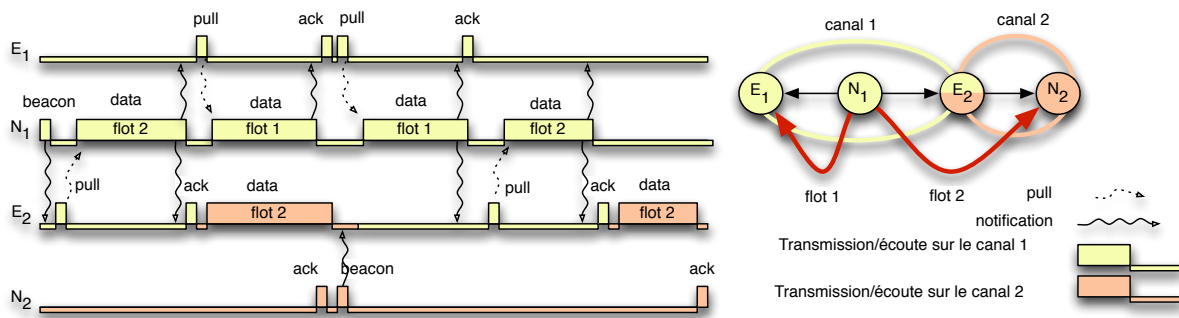 pull ack pull ack
E1
beacon data data data data
N1 flot 2 flot 1 flot 1 flot 2
pull ack data pull ack data
E2 flot 2 flot 2
ack beacon ack
N2
canal 1 canal 2
E1 N1 E2 N2
flot 1 flot 2
pull
notification
Transmission/écoute sur le canal 1
Transmission/écoute sur le canal 2